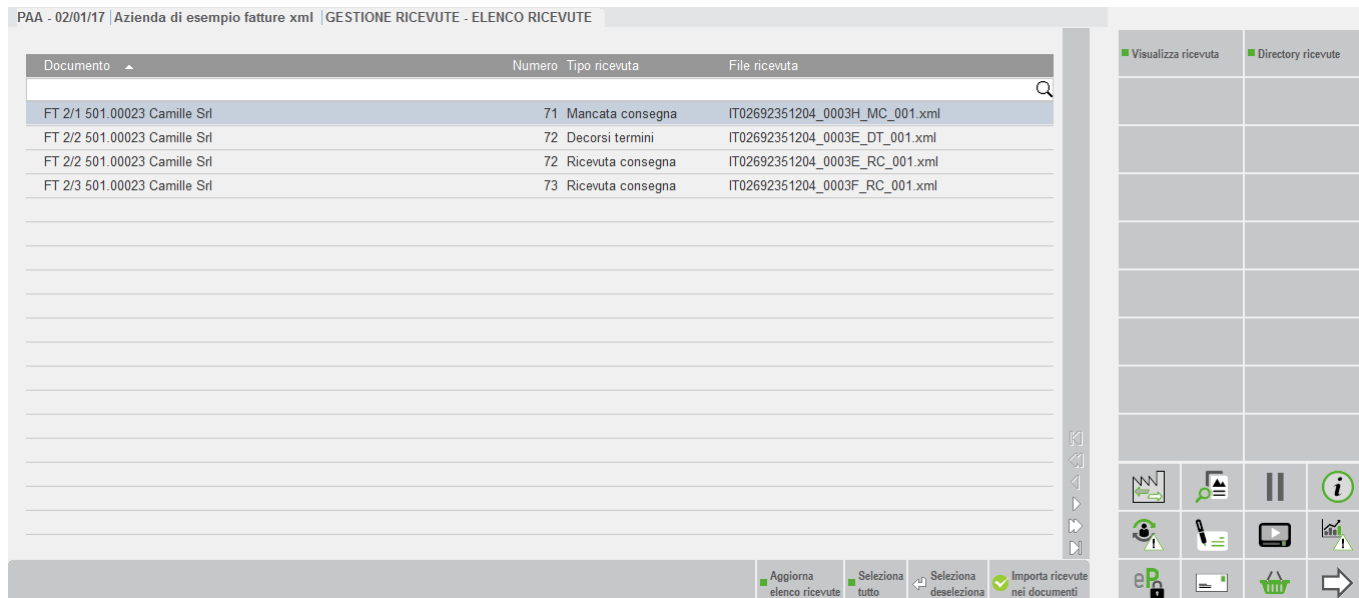 PAA - 02/01/17 Azienda di esempio fatture xml GESTIONE RICEVUTE - ELENCO RICEVUTE
Visualizza ricevuta Directory ricevute
Documento Numero Tipo ricevuta File ricevuta
FT 2/1 501.00023 Camille Srl 71 Mancata consegna IT02692351204_0003H_MC_001.xml
FT 2/2 501.00023 Camille Srl 72 Decorsi termini IT02692351204_0003E_DT_001.xml
FT 2/2 501.00023 Camille Srl 72 Ricevuta consegna IT02692351204_0003E_RC_001.xml
FT 2/3 501.00023 Camille Srl 73 Ricevuta consegna IT02692351204_0003F_RC_001.xml
i
eP
Aggiorna elenco ricevute
Seleziona tutto
Seleziona deseleziona
Importa ricevute nei documenti